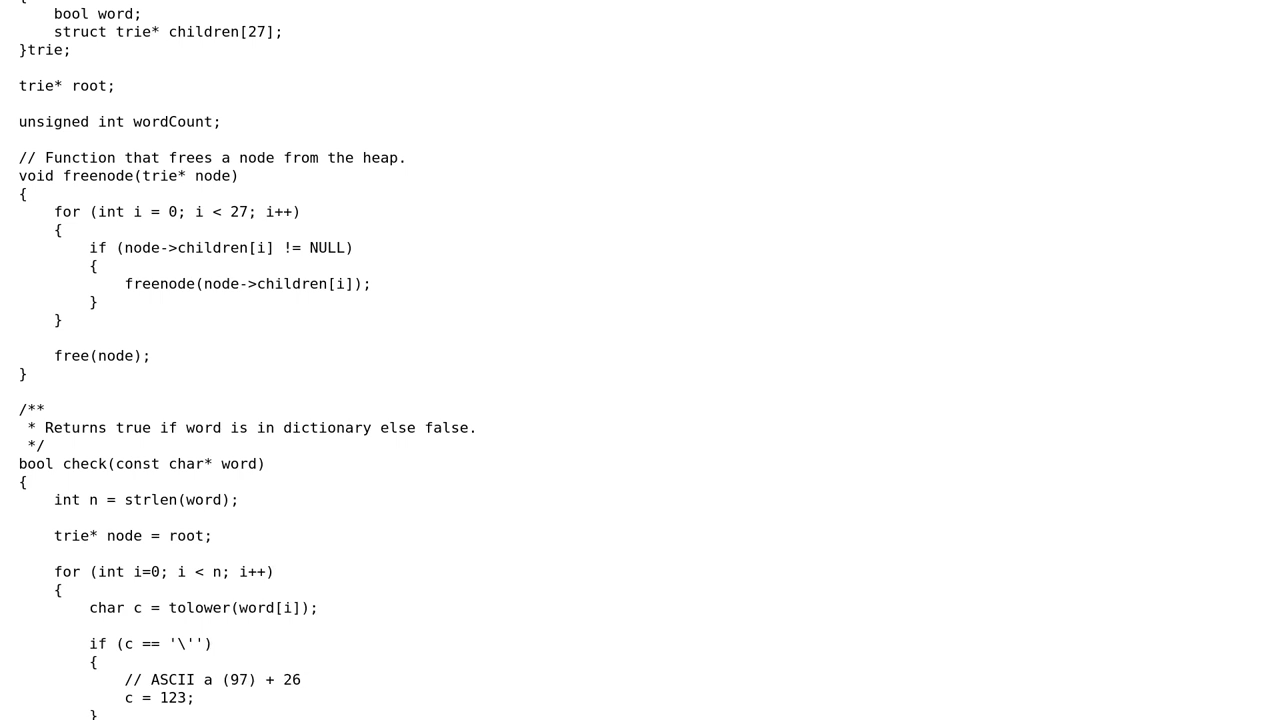 {
    bool word;
    struct trie* children[27];
}trie;

trie* root;

unsigned int wordCount;

// Function that frees a node from the heap.
void freenode(trie* node)
{
    for (int i = 0; i < 27; i++)
    {
        if (node->children[i] != NULL)
        {
            freenode(node->children[i]);
        }
    }

    free(node);
}

/**
 * Returns true if word is in dictionary else false.
 */
bool check(const char* word)
{
    int n = strlen(word);

    trie* node = root;

    for (int i=0; i < n; i++)
    {
        char c = tolower(word[i]);

        if (c == '\'')
        {
            // ASCII a (97) + 26
            c = 123;
        }